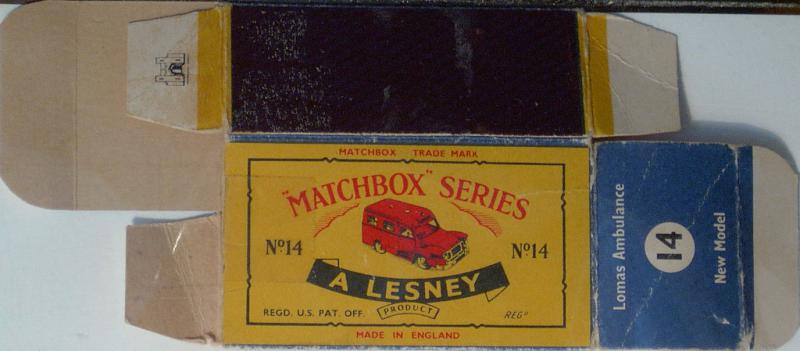 MATCHBOX TRADE MARK
"MATCHBOX" SERIES
Nº14
Nº14
A LESNEY
PRODUCT
REGD. U.S. PAT. OFF.
REGD
MADE IN ENGLAND
Lomas Ambulance
14
New Model